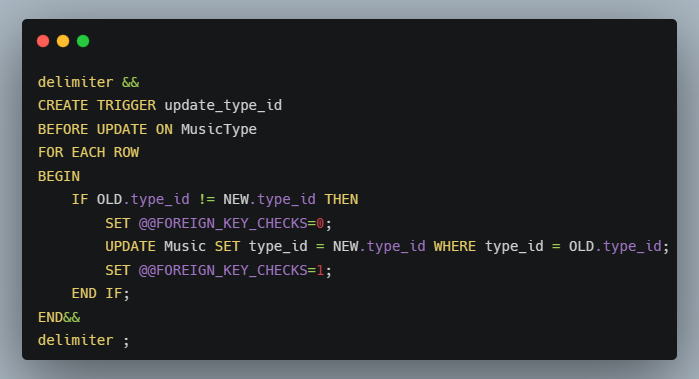 delimiter &&
CREATE TRIGGER update_type_id
BEFORE UPDATE ON MusicType
FOR EACH ROW
BEGIN
    IF OLD.type_id != NEW.type_id THEN
        SET @@FOREIGN_KEY_CHECKS=0;
        UPDATE Music SET type_id = NEW.type_id WHERE type_id = OLD.type_id;
        SET @@FOREIGN_KEY_CHECKS=1;
    END IF;
END&&
delimiter ;